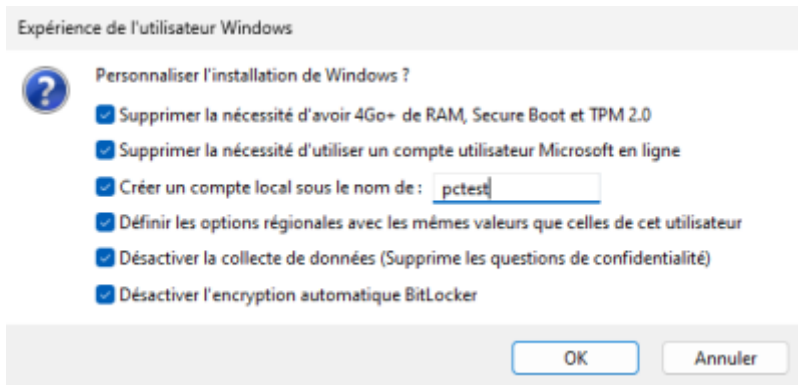 Expérience de l'utilisateur Windows
Personnaliser l'installation de Windows ?
Supprimer la nécessité d'avoir 4Go+ de RAM, Secure Boot et TPM 2.0
Supprimer la nécessité d'utiliser un compte utilisateur Microsoft en ligne
Créer un compte local sous le nom de : pctest
Définir les options régionales avec les mêmes valeurs que celles de cet utilisateur
Désactiver la collecte de données (Supprime les questions de confidentialité)
Désactiver l'encryption automatique BitLocker
OK Annuler